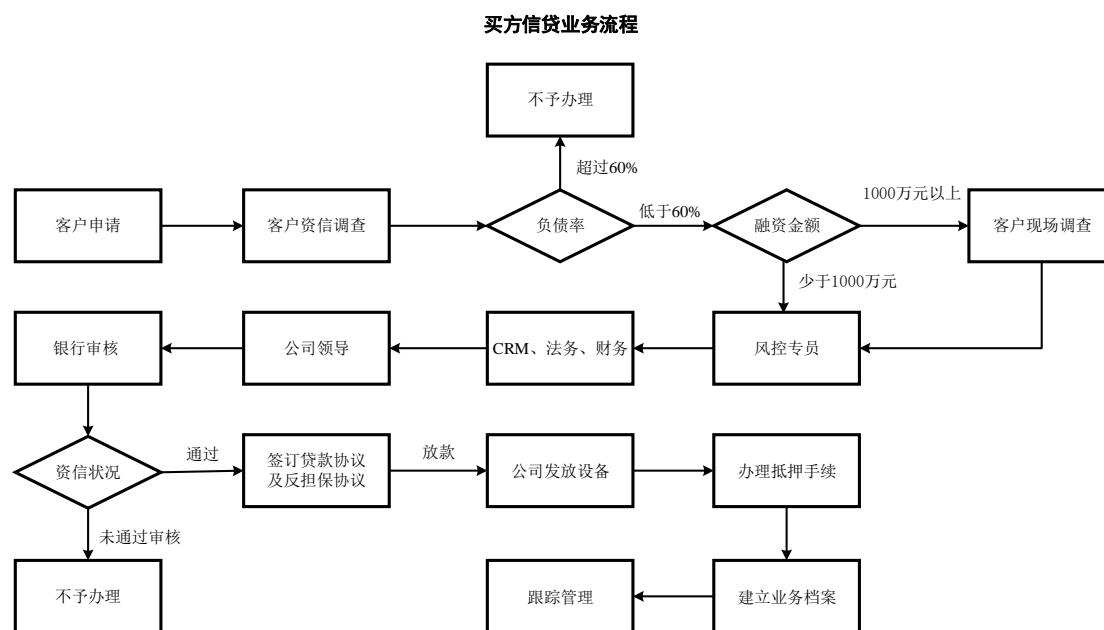 买方信贷业务流程
不予办理
超过60%
客户申请
客户资信调查
负债率
低于60%
融资金额
1000万元以上
客户现场调查
少于1000万元
银行审核
公司领导
CRM、法务、财务
风控专员
资信状况
通过
签订贷款协议
及反担保协议
放款
公司发放设备
办理抵押手续
未通过审核
不予办理
跟踪管理
建立业务档案